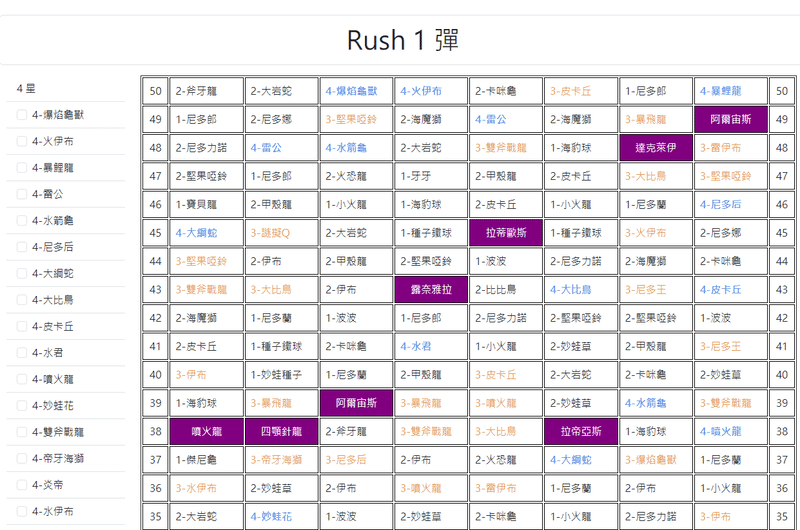 Rush 1 彈
4 星
4-爆焰龜獸
4-火伊布
4-暴鯉龍
4-雷公
4-水箭龜
4-尼多后
4-大鋼蛇
4-大比鳥
4-皮卡丘
4-水君
4-噴火龍
4-妙蛙花
4-雙斧戰龍
4-帝牙海獅
4-炎帝
4-水伊布
50 2-斧牙龍 2-大岩蛇 4-爆焰龜獸 4-火伊布 2-卡咪龜 3-皮卡丘 1-尼多郎 4-暴鯉龍 50
49 1-尼多郎 2-尼多娜 3-堅果啞鈴 2-海魔獅 4-雷公 2-海魔獅 3-暴飛龍 阿爾宙斯 49
48 2-尼多力諾 4-雷公 4-水箭龜 2-大岩蛇 3-雙斧戰龍 1-海豹球 達克萊伊 3-雷伊布 48
47 2-堅果啞鈴 1-尼多郎 2-火恐龍 1-牙牙 2-甲殼龍 2-皮卡丘 3-大比鳥 3-堅果啞鈴 47
46 1-寶貝龍 2-甲殼龍 1-小火龍 1-海豹球 2-皮卡丘 1-小火龍 1-尼多蘭 4-尼多后 46
45 4-大鋼蛇 3-謎擬Q 2-大岩蛇 1-種子鐵球 拉蒂歐斯 1-種子鐵球 3-火伊布 2-尼多娜 45
44 3-堅果啞鈴 2-伊布 2-甲殼龍 2-堅果啞鈴 1-波波 2-尼多力諾 2-海魔獅 2-卡咪龜 44
43 3-雙斧戰龍 3-大比鳥 2-伊布 露奈雅拉 2-比比鳥 4-大比鳥 3-尼多王 4-皮卡丘 43
42 2-海魔獅 1-尼多蘭 1-波波 1-尼多郎 2-尼多力諾 2-堅果啞鈴 2-堅果啞鈴 1-波波 42
41 2-皮卡丘 1-種子鐵球 2-卡咪龜 4-水君 1-小火龍 2-妙蛙草 2-甲殼龍 3-尼多王 41
40 3-伊布 1-妙蛙種子 1-尼多蘭 2-甲殼龍 3-皮卡丘 2-大岩蛇 2-卡咪龜 2-妙蛙草 40
39 1-海豹球 3-暴飛龍 阿爾宙斯 3-暴飛龍 3-噴火龍 2-妙蛙草 4-水箭龜 3-雙斧戰龍 39
38 噴火龍 四顎針龍 2-斧牙龍 3-雙斧戰龍 3-大比鳥 拉帝亞斯 1-海豹球 4-噴火龍 38
37 1-傑尼龜 3-帝牙海獅 3-尼多后 2-伊布 2-火恐龍 4-大鋼蛇 3-爆焰龜獸 1-尼多蘭 37
36 3-水伊布 2-妙蛙草 2-伊布 3-噴火龍 3-雷伊布 1-尼多蘭 2-伊布 1-小火龍 36
35 2-大岩蛇 4-妙蛙花 1-波波 2-妙蛙草 2-伊布 1-小火龍 2-尼多力諾 3-伊布 35